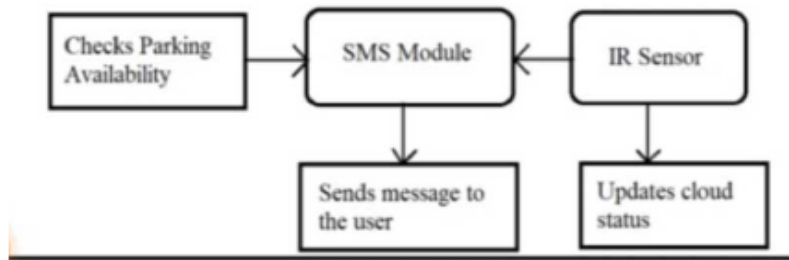 Checks Parking
Availability
SMS Module
IR Sensor
Sends message to
the user
Updates cloud
status